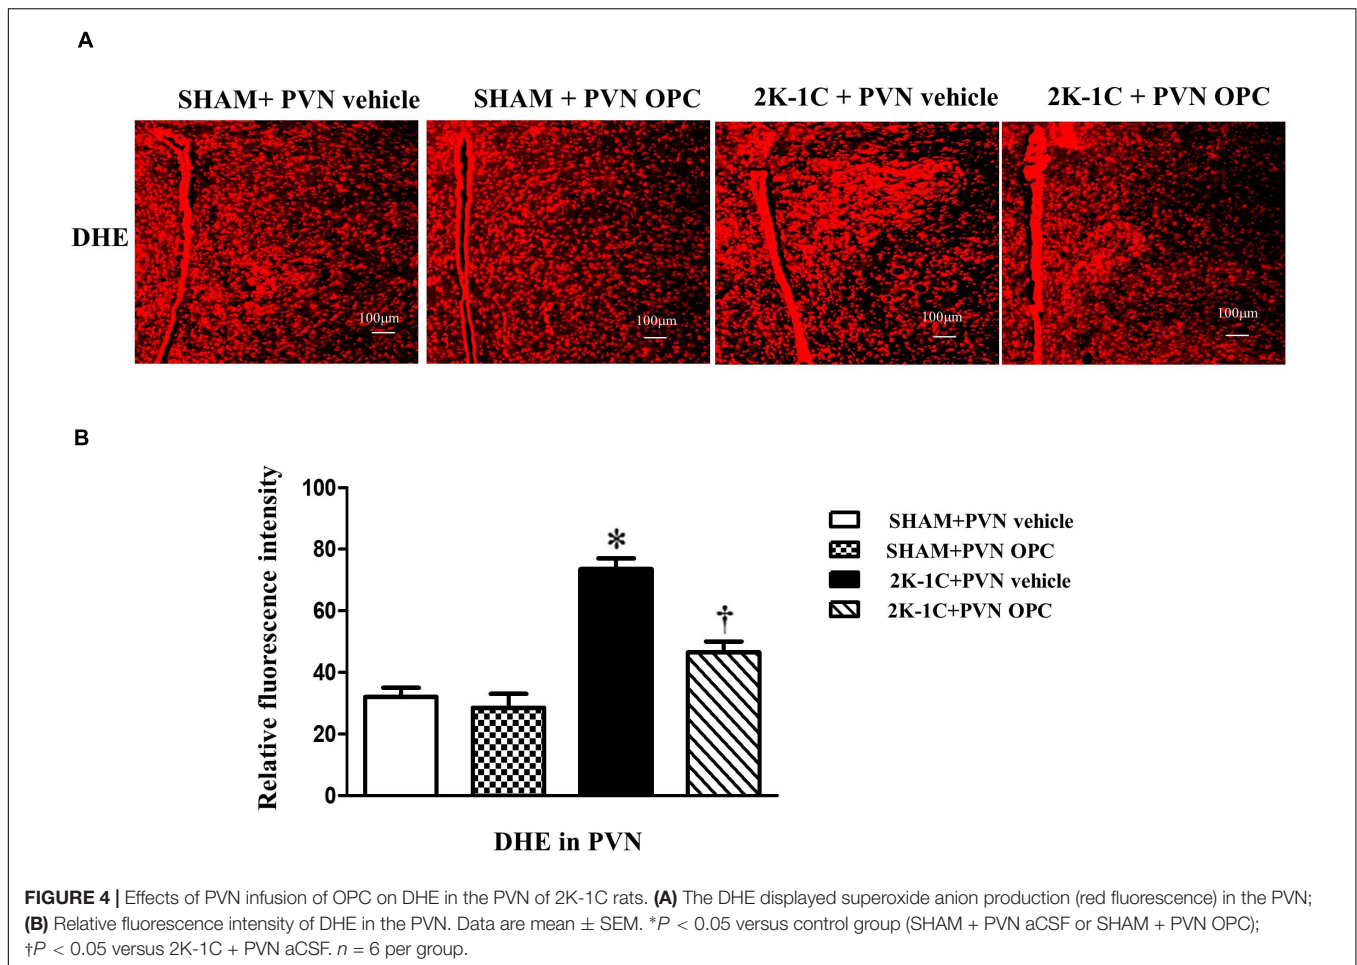 A
SHAM+ PVN vehicle
SHAM + PVN OPC
2K-1C + PVN vehicle
2K-1C + PVN OPC
DHE
100μm
100μm
100μm
100μm
B
Relative fluorescence intensity
100
80
60
40
20
0
*
†
SHAM+PVN vehicle
SHAM+PVN OPC
2K-1C+PVN vehicle
2K-1C+PVN OPC
DHE in PVN
FIGURE 4 | Effects of PVN infusion of OPC on DHE in the PVN of 2K-1C rats. (A) The DHE displayed superoxide anion production (red fluorescence) in the PVN;
(B) Relative fluorescence intensity of DHE in the PVN. Data are mean ± SEM. *P < 0.05 versus control group (SHAM + PVN aCSF or SHAM + PVN OPC);
†P < 0.05 versus 2K-1C + PVN aCSF. n = 6 per group.